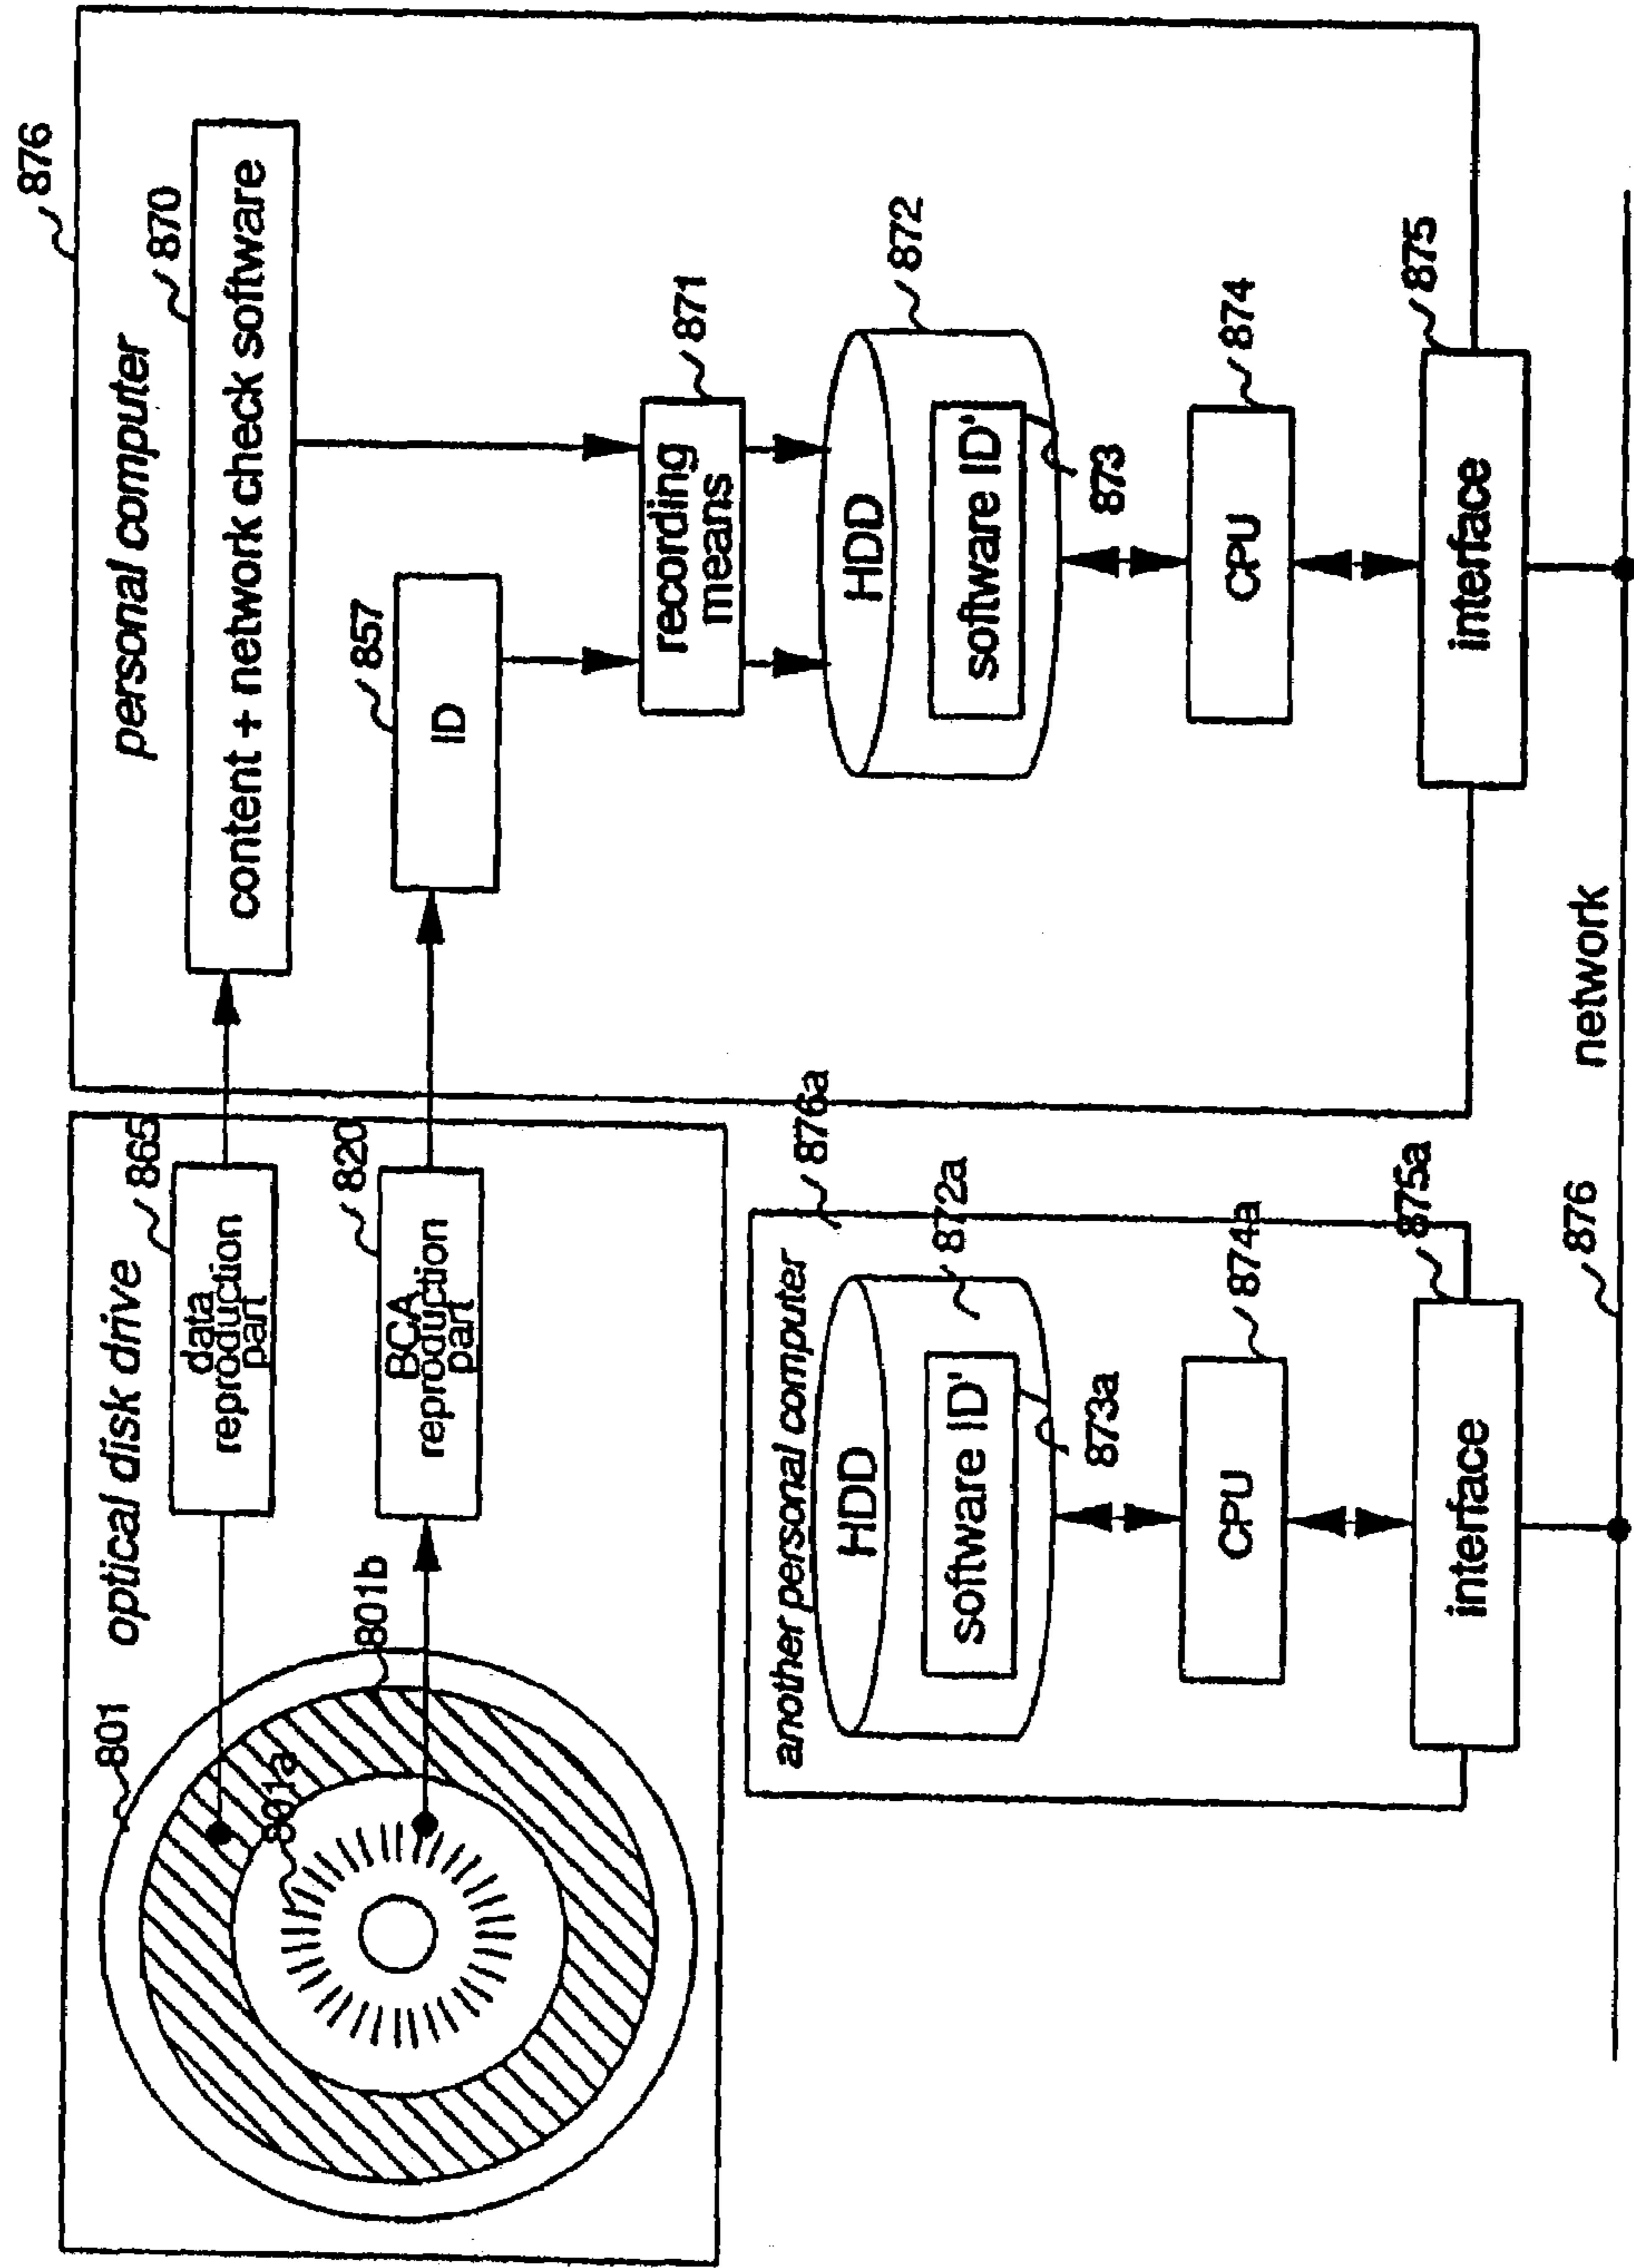 876
personal computer
870
content + network check software
857
ID
871
recording
means
872
HDD
software ID'
873
874
CPU
875
interface
optical disk drive
865
data
reproduction
part
820
BCA
reproduction
part
801
801a
801b
876a
another personal computer
872a
HDD
software ID'
873a
874a
CPU
875a
interface
876
network